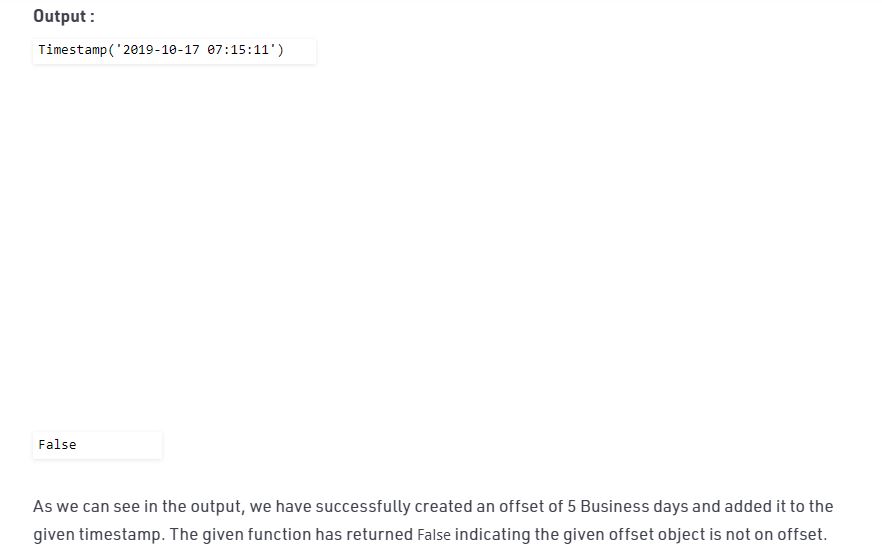 Output :
Timestamp('2019-10-17 07:15:11')
False
As we can see in the output, we have successfully created an offset of 5 Business days and added it to the
given timestamp. The given function has returned False indicating the given offset object is not on offset.